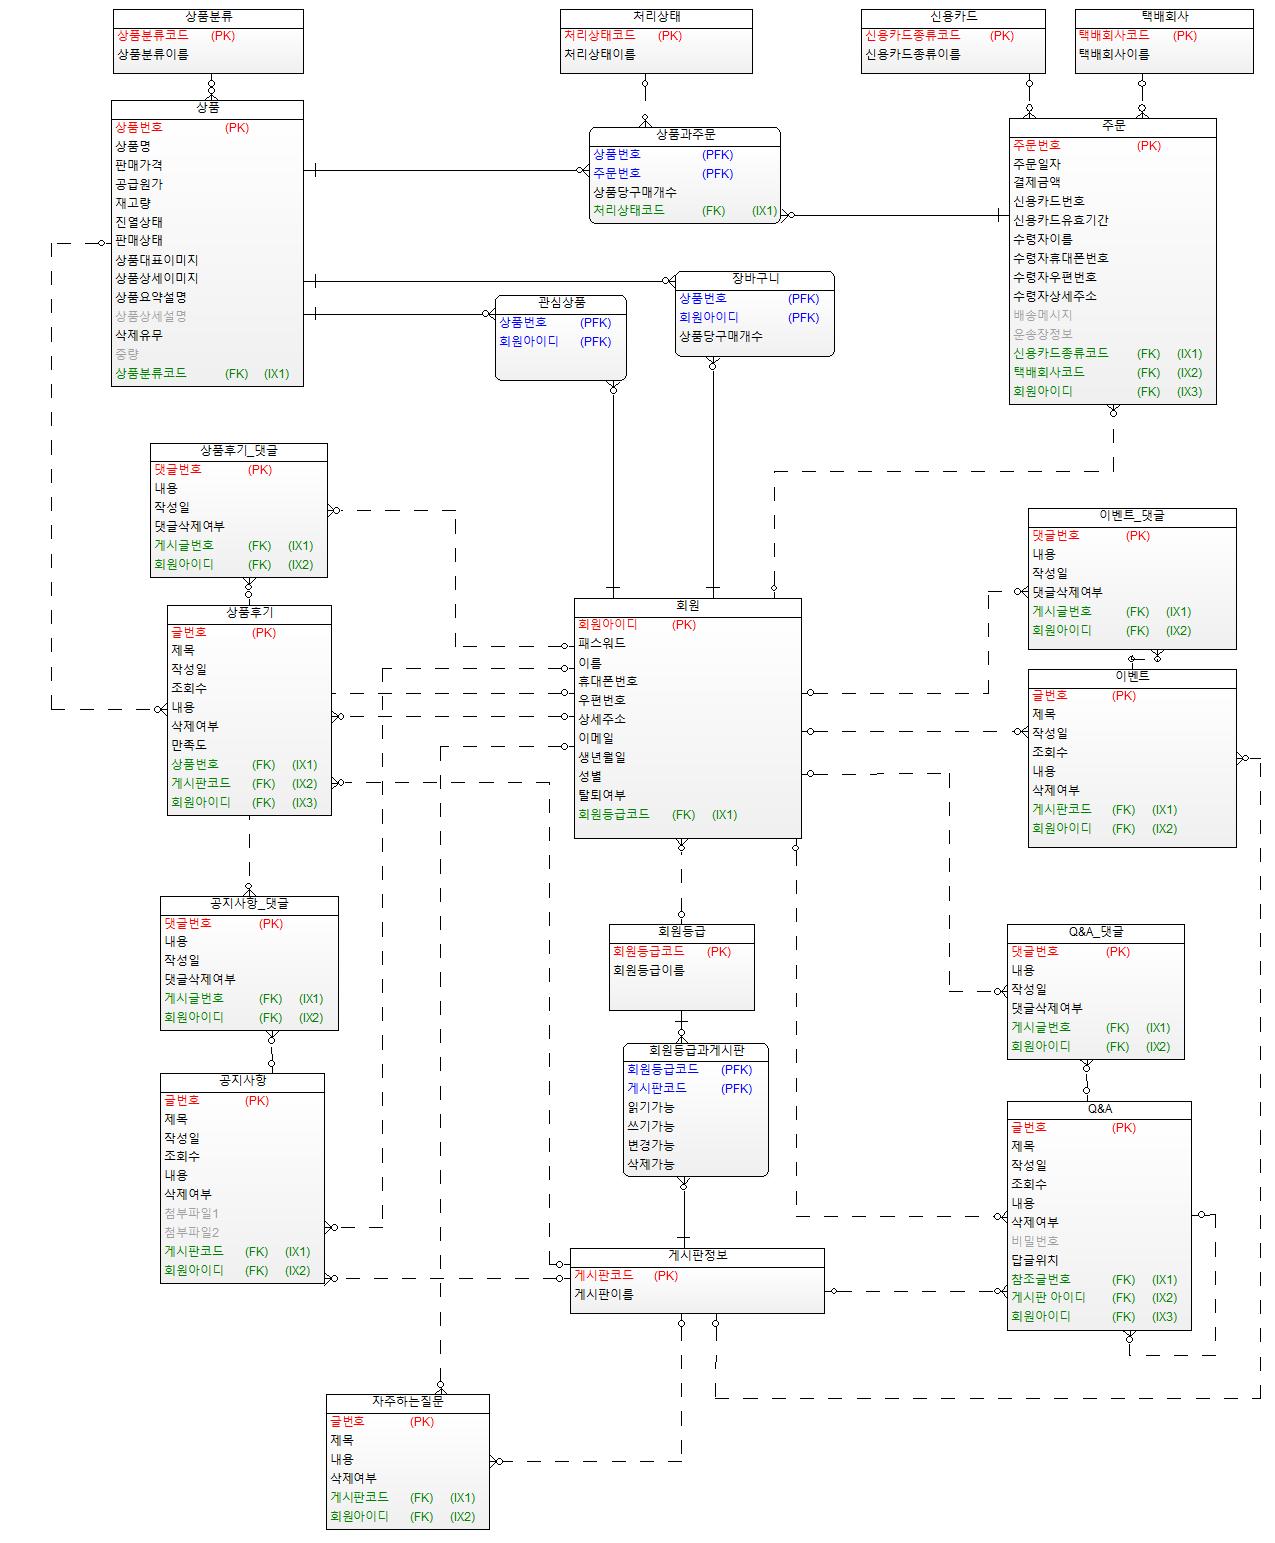 상품분류
상품분류코드 (PK)
상품분류이름
처리상태
처리상태코드 (PK)
처리상태이름
신용카드
신용카드종류코드 (PK)
신용카드종류이름
택배회사
택배회사코드 (PK)
택배회사이름
상품
상품번호 (PK)
상품명
판매가격
공급원가
재고량
진열상태
판매상태
상품대표이미지
상품상세이미지
상품요약설명
상품상세설명
삭제유무
중량
상품분류코드 (FK) (IX1)
상품과주문
상품번호 (PFK)
주문번호 (PFK)
상품당구매개수
처리상태코드 (FK) (IX1)
주문
주문번호 (PK)
주문일자
결제금액
신용카드번호
신용카드유효기간
수령자이름
수령자휴대폰번호
수령자우편번호
수령자상세주소
배송메시지
운송장정보
신용카드종류코드 (FK) (IX1)
택배회사코드 (FK) (IX2)
회원아이디 (FK) (IX3)
장바구니
상품번호 (PFK)
회원아이디 (PFK)
상품당구매개수
관심상품
상품번호 (PFK)
회원아이디 (PFK)
상품후기_댓글
댓글번호 (PK)
내용
작성일
댓글삭제여부
게시글번호 (FK) (IX1)
회원아이디 (FK) (IX2)
이벤트_댓글
댓글번호 (PK)
내용
작성일
댓글삭제여부
게시글번호 (FK) (IX1)
회원아이디 (FK) (IX2)
상품후기
글번호 (PK)
제목
작성일
조회수
내용
삭제여부
만족도
상품번호 (FK) (IX1)
게시판코드 (FK) (IX2)
회원아이디 (FK) (IX3)
회원
회원아이디 (PK)
패스워드
이름
휴대폰번호
우편번호
상세주소
이메일
생년월일
성별
탈퇴여부
회원등급코드 (FK) (IX1)
이벤트
글번호 (PK)
제목
작성일
조회수
내용
삭제여부
게시판코드 (FK) (IX1)
회원아이디 (FK) (IX2)
공지사항_댓글
댓글번호 (PK)
내용
작성일
댓글삭제여부
게시글번호 (FK) (IX1)
회원아이디 (FK) (IX2)
회원등급
회원등급코드 (PK)
회원등급이름
Q&A_댓글
댓글번호 (PK)
내용
작성일
댓글삭제여부
게시글번호 (FK) (IX1)
회원아이디 (FK) (IX2)
회원등급과게시판
회원등급코드 (PFK)
게시판코드 (PFK)
읽기가능
쓰기가능
변경가능
삭제가능
공지사항
글번호 (PK)
제목
작성일
조회수
내용
삭제여부
첨부파일1
첨부파일2
게시판코드 (FK) (IX1)
회원아이디 (FK) (IX2)
Q&A
글번호 (PK)
제목
작성일
조회수
내용
삭제여부
비밀번호
답글위치
참조글번호 (FK) (IX1)
게시판 아이디 (FK) (IX2)
회원아이디 (FK) (IX3)
게시판정보
게시판코드 (PK)
게시판이름
자주하는질문
글번호 (PK)
제목
내용
삭제여부
게시판코드 (FK) (IX1)
회원아이디 (FK) (IX2)